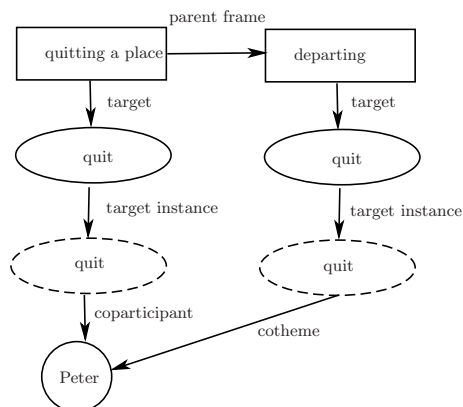 parent frame
quitting a place
departing
target
target
quit
quit
target instance
target instance
quit
quit
coparticipant
cotheme
Peter